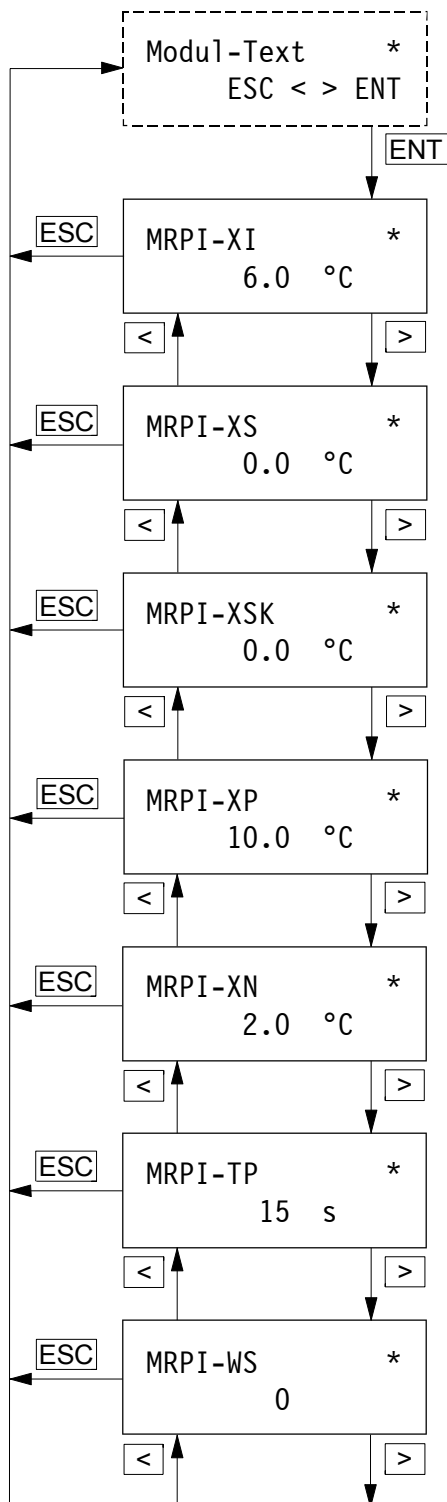 Modul-Text *
ESC < > ENT
ENT
ESC
MRPI-XI *
6.0 °C
< >
ESC
MRPI-XS *
0.0 °C
< >
ESC
MRPI-XSK *
0.0 °C
< >
ESC
MRPI-XP *
10.0 °C
< >
ESC
MRPI-XN *
2.0 °C
< >
ESC
MRPI-TP *
15 s
< >
ESC
MRPI-WS *
0
< >